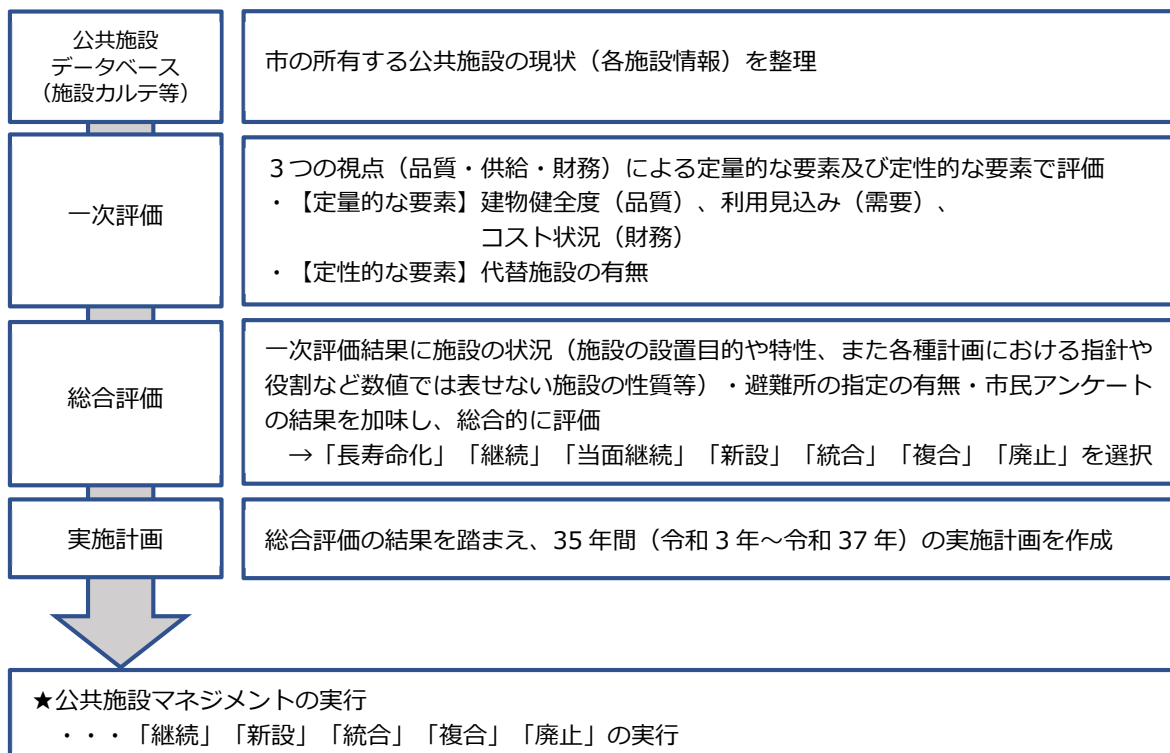 公共施設
データベース
（施設カルテ等）
市の所有する公共施設の現状（各施設情報）を整理
一次評価
３つの視点（品質・供給・財務）による定量的な要素及び定性的な要素で評価
・【定量的な要素】建物健全度（品質）、利用見込み（需要）、
コスト状況（財務）
・【定性的な要素】代替施設の有無
総合評価
一次評価結果に施設の状況（施設の設置目的や特性、また各種計画における指針や
役割など数値では表せない施設の性質等）・避難所の指定の有無・市民アンケート
の結果を加味し、総合的に評価
→「長寿命化」「継続」「当面継続」「新設」「統合」「複合」「廃止」を選択
実施計画
総合評価の結果を踏まえ、35 年間（令和 3 年～令和 37 年）の実施計画を作成
★公共施設マネジメントの実行
・・・「継続」「新設」「統合」「複合」「廃止」の実行